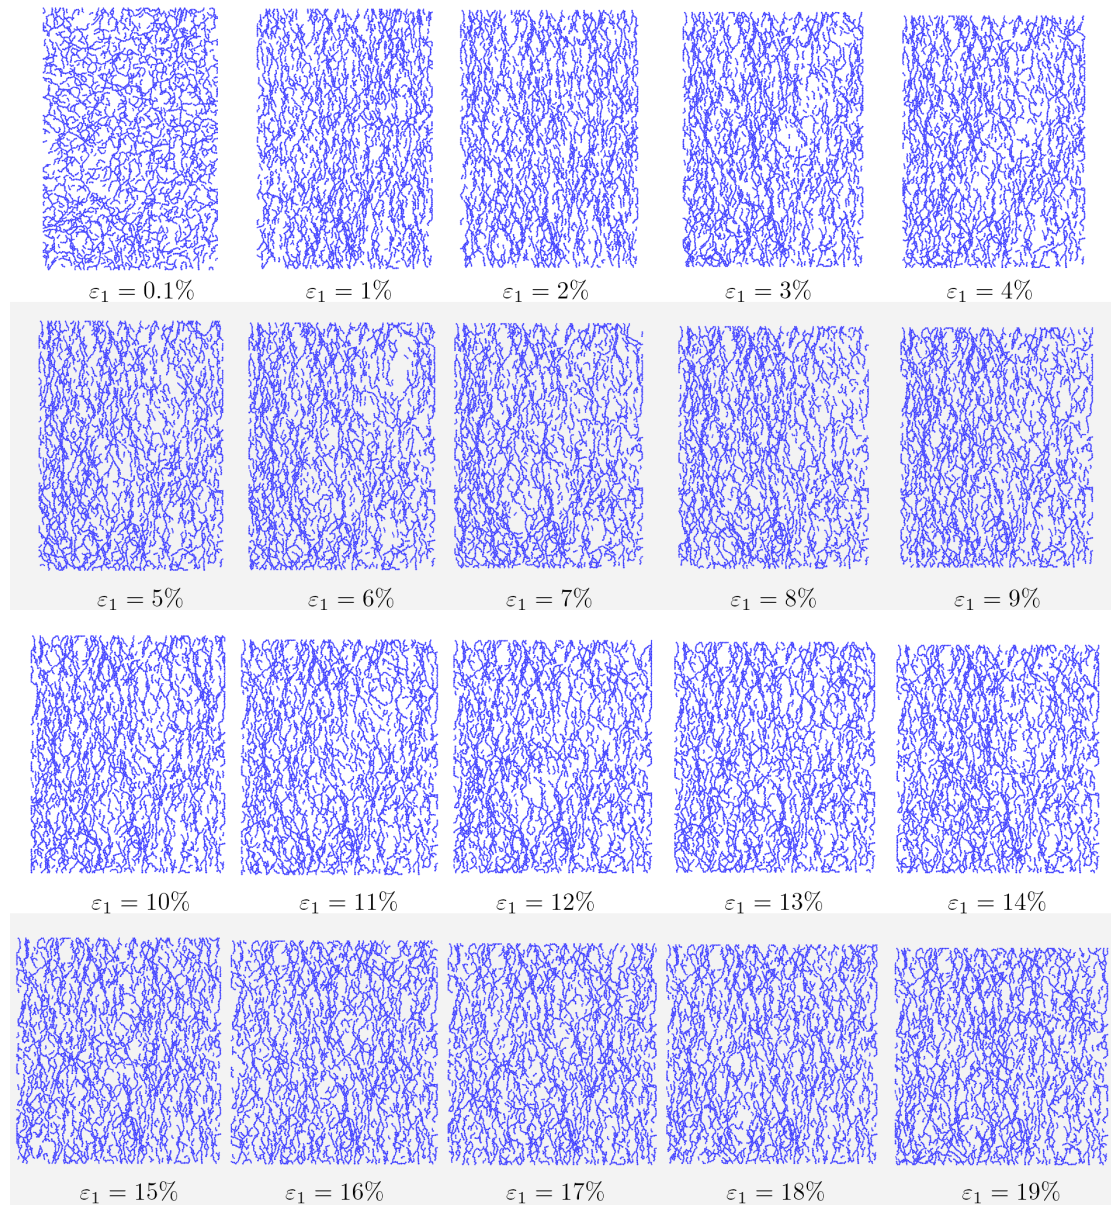 ε₁ = 0.1% ε₁ = 1% ε₁ = 2% ε₁ = 3% ε₁ = 4%
ε₁ = 5% ε₁ = 6% ε₁ = 7% ε₁ = 8% ε₁ = 9%
ε₁ = 10% ε₁ = 11% ε₁ = 12% ε₁ = 13% ε₁ = 14%
ε₁ = 15% ε₁ = 16% ε₁ = 17% ε₁ = 18% ε₁ = 19%